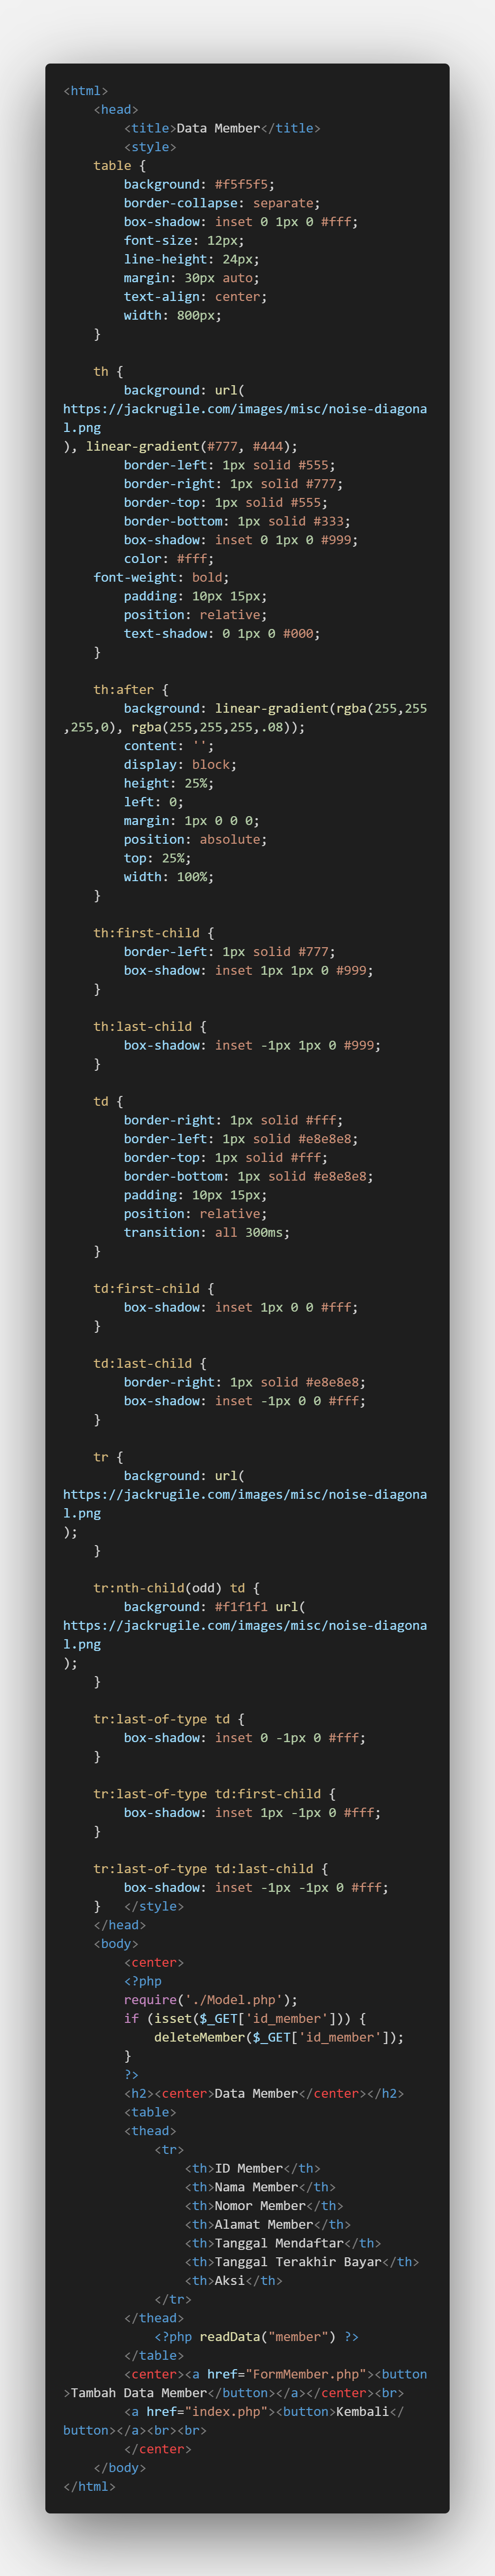 <html>
    <head>
        <title>Data Member</title>
        <style>
    table {
        background: #f5f5f5;
        border-collapse: separate;
        box-shadow: inset 0 1px 0 #fff;
        font-size: 12px;
        line-height: 24px;
        margin: 30px auto;
        text-align: center;
        width: 800px;
    }

    th {
        background: url(
https://jackrugile.com/images/misc/noise-diagona
l.png
), linear-gradient(#777, #444);
        border-left: 1px solid #555;
        border-right: 1px solid #777;
        border-top: 1px solid #555;
        border-bottom: 1px solid #333;
        box-shadow: inset 0 1px 0 #999;
        color: #fff;
    font-weight: bold;
        padding: 10px 15px;
        position: relative;
        text-shadow: 0 1px 0 #000;
    }

    th:after {
        background: linear-gradient(rgba(255,255
,255,0), rgba(255,255,255,.08));
        content: '';
        display: block;
        height: 25%;
        left: 0;
        margin: 1px 0 0 0;
        position: absolute;
        top: 25%;
        width: 100%;
    }

    th:first-child {
        border-left: 1px solid #777;
        box-shadow: inset 1px 1px 0 #999;
    }

    th:last-child {
        box-shadow: inset -1px 1px 0 #999;
    }

    td {
        border-right: 1px solid #fff;
        border-left: 1px solid #e8e8e8;
        border-top: 1px solid #fff;
        border-bottom: 1px solid #e8e8e8;
        padding: 10px 15px;
        position: relative;
        transition: all 300ms;
    }

    td:first-child {
        box-shadow: inset 1px 0 0 #fff;
    }

    td:last-child {
        border-right: 1px solid #e8e8e8;
        box-shadow: inset -1px 0 0 #fff;
    }

    tr {
        background: url(
https://jackrugile.com/images/misc/noise-diagona
l.png
);
    }

    tr:nth-child(odd) td {
        background: #f1f1f1 url(
https://jackrugile.com/images/misc/noise-diagona
l.png
);
    }

    tr:last-of-type td {
        box-shadow: inset 0 -1px 0 #fff;
    }

    tr:last-of-type td:first-child {
        box-shadow: inset 1px -1px 0 #fff;
    }

    tr:last-of-type td:last-child {
        box-shadow: inset -1px -1px 0 #fff;
    }   </style>
    </head>
    <body>
        <center>
        <?php
        require('./Model.php');
        if (isset($_GET['id_member'])) {
            deleteMember($_GET['id_member']);
        }
        ?>
        <h2><center>Data Member</center></h2>
        <table>
        <thead>
            <tr>
                <th>ID Member</th>
                <th>Nama Member</th>
                <th>Nomor Member</th>
                <th>Alamat Member</th>
                <th>Tanggal Mendaftar</th>
                <th>Tanggal Terakhir Bayar</th>
                <th>Aksi</th>
            </tr>
        </thead>
            <?php readData("member") ?>
        </table>
        <center><a href="FormMember.php"><button
>Tambah Data Member</button></a></center><br>
        <a href="index.php"><button>Kembali</
button></a><br><br>
        </center>
    </body>
</html>